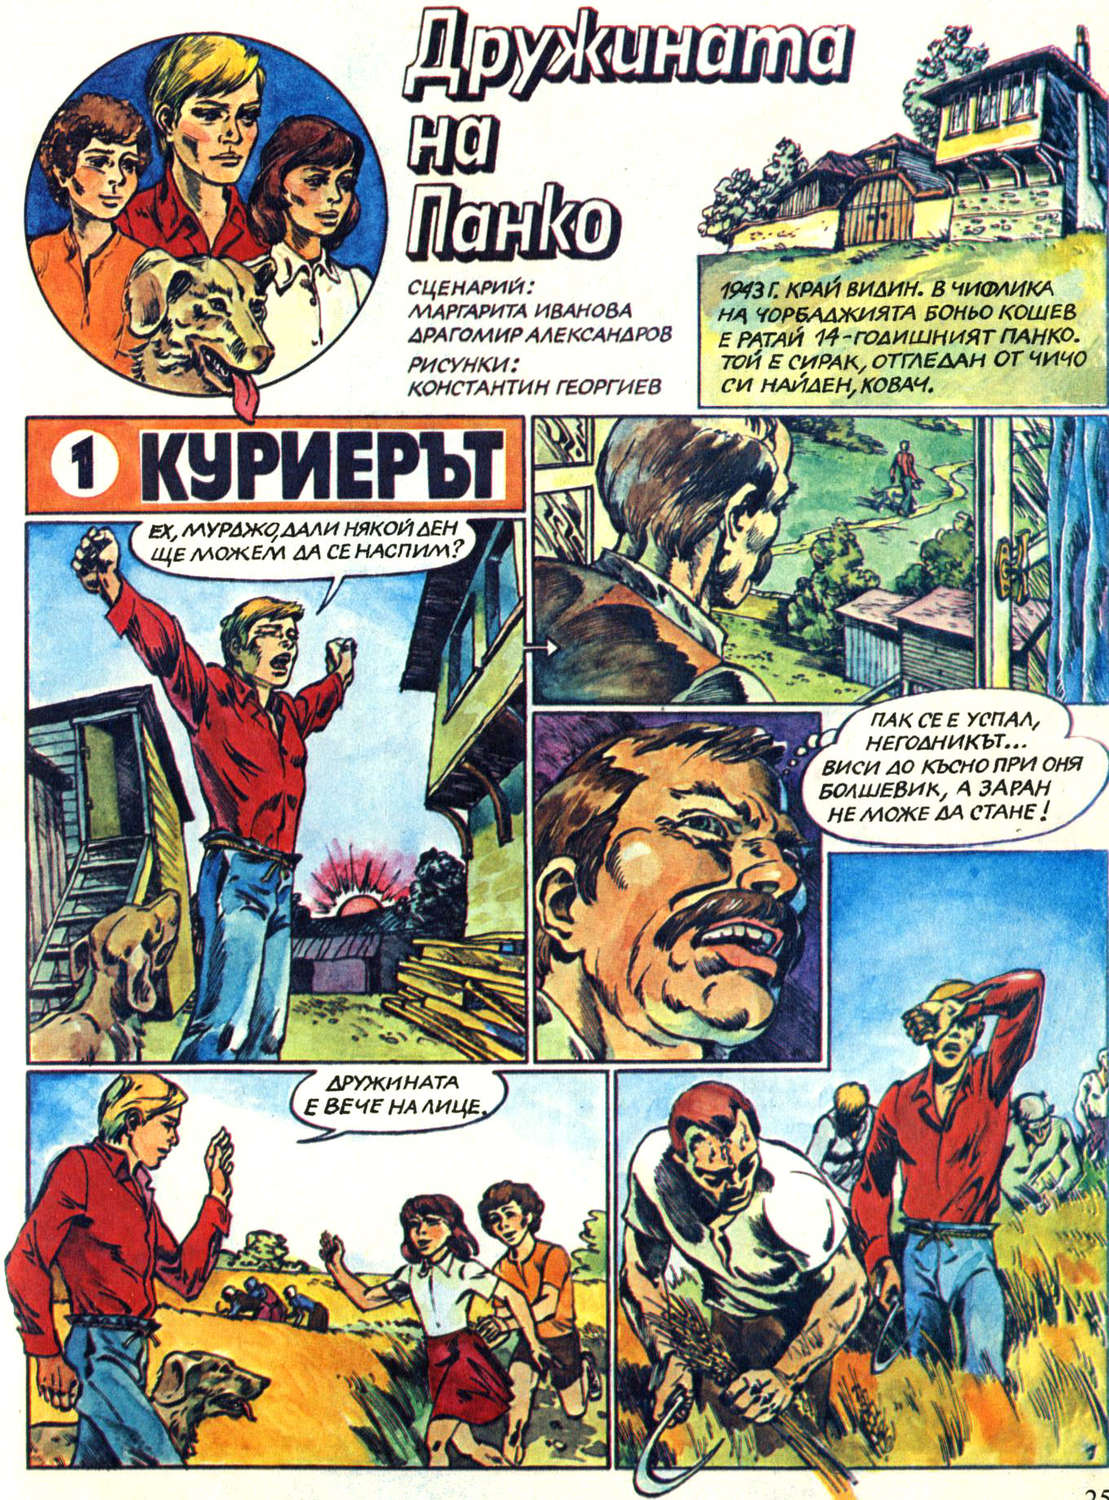 Дружината
на
Панко
СЦЕНАРИЙ:
МАРГАРИТА ИВАНОВА
ДРАГОМИР АЛЕКСАНДРОВ
РИСУНКИ:
КОНСТАНТИН ГЕОРГИЕВ
1943 Г. КРАЙ ВИДИН. В ЧИФЛИКА
НА ЧОРБАДЖИЯТА БОНЬО КОШЕВ
Е РАТАЙ 14-ГОДИШНИЯТ ПАНКО.
ТОЙ Е СИРАК, ОТГЛЕДАН ОТ ЧИЧО
СИ НАЙДЕН, КОВАЧ.
1 КУРИЕРЪТ
ЕХ, МУРДЖО, ДАЛИ НЯКОЙ ДЕН
ЩЕ МОЖЕМ ДА СЕ НАСПИМ?
ПАК СЕ Е УСПАЛ,
НЕГОДНИКЪТ...
ВИСИ ДО КЪСНО ПРИ ОНЯ
БОЛШЕВИК, А ЗАРАН
НЕ МОЖЕ ДА СТАНЕ!
ДРУЖИНАТА
Е ВЕЧЕ НА ЛИЦЕ.
1
25